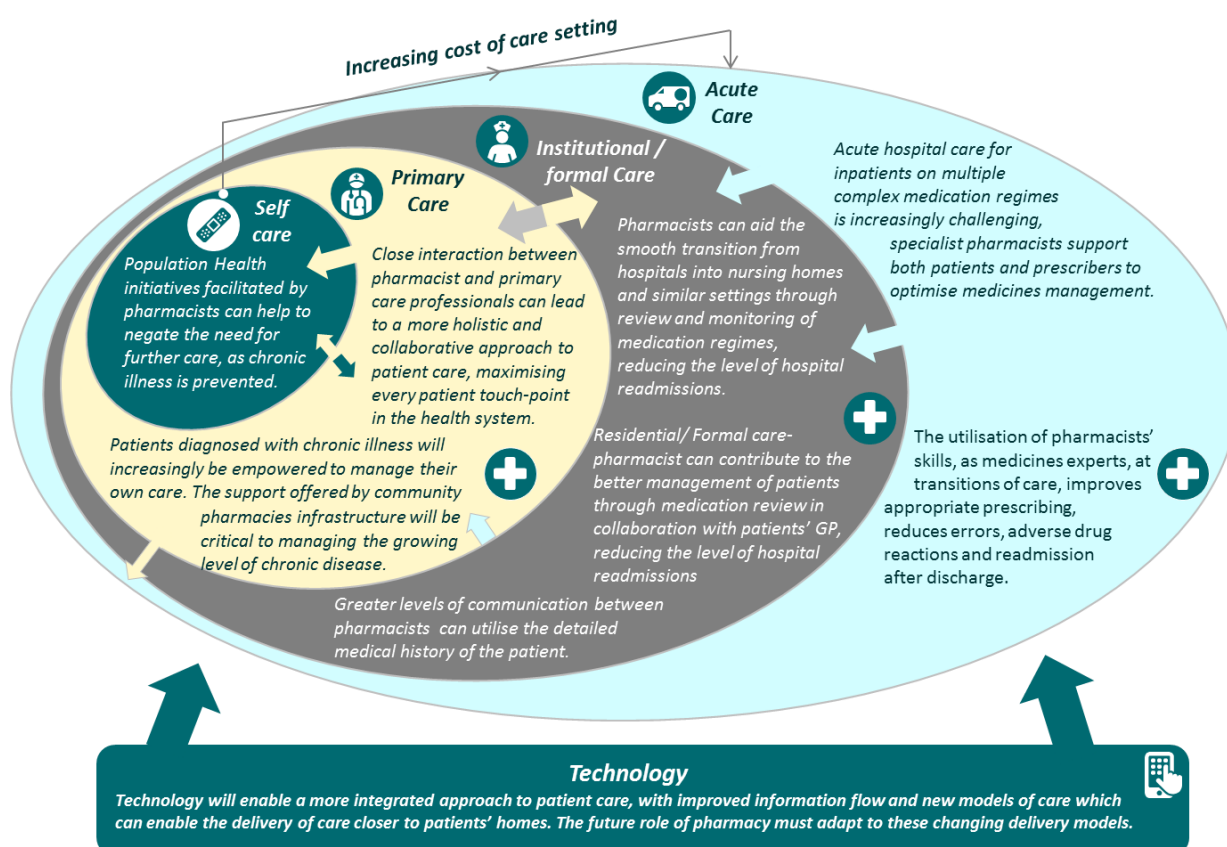 Increasing cost of care setting
Acute
Care
Institutional /
formal Care
Primary
Care
Self
care
Population Health
initiatives facilitated by
pharmacists can help to
negate the need for
further care, as chronic
illness is prevented.
Close interaction between
pharmacist and primary
care professionals can lead
to a more holistic and
collaborative approach to
patient care, maximising
every patient touch-point
in the health system.
Patients diagnosed with chronic illness will
increasingly be empowered to manage their
own care. The support offered by community
pharmacies infrastructure will be
critical to managing the growing
level of chronic disease.
Pharmacists can aid the
smooth transition from
hospitals into nursing homes
and similar settings through
review and monitoring of
medication regimes,
reducing the level of hospital
readmissions.
Residential/ Formal care-
pharmacist can contribute to the
better management of patients
through medication review in
collaboration with patients’ GP,
reducing the level of hospital
readmissions
Greater levels of communication between
pharmacists can utilise the detailed
medical history of the patient.
Acute hospital care for
inpatients on multiple
complex medication regimes
is increasingly challenging,
specialist pharmacists support
both patients and prescribers to
optimise medicines management.
The utilisation of pharmacists’
skills, as medicines experts, at
transitions of care, improves
appropriate prescribing,
reduces errors, adverse drug
reactions and readmission
after discharge.
Technology
Technology will enable a more integrated approach to patient care, with improved information flow and new models of care which
can enable the delivery of care closer to patients’ homes. The future role of pharmacy must adapt to these changing delivery models.